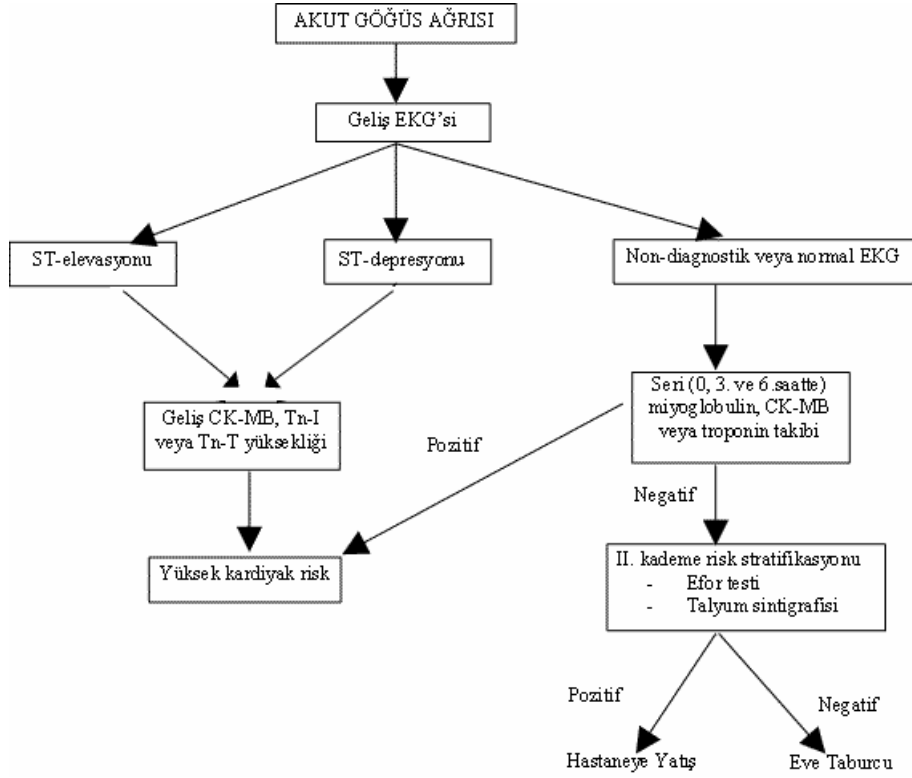 AKUT GÖĞÜS AĞRISI
Geliş EKG'si
ST-elevasyonu
ST-depresyonu
Non-diagnostik veya normal EKG
Geliş CK-MB, Tn-I
veya Tn-T yüksekliği
Pozitif
Seri (0, 3. ve 6.saatte)
miyoglobulin, CK-MB
veya troponin takibi
Negatif
Yüksek kardiyak risk
II. kademe risk stratifikasyonu
- Efor testi
- Talyum sintigrafisi
Pozitif
Negatif
Hastaneye Yatış
Eve Taburcu